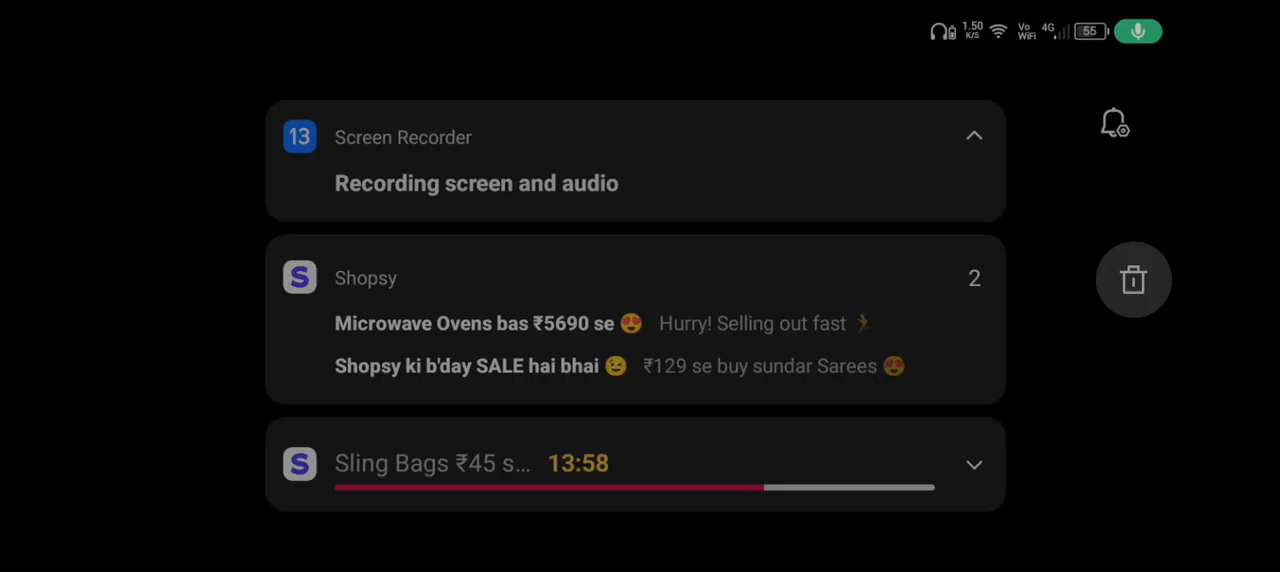 1.50 K/S Vo WiFi 4G 55
13 Screen Recorder
Recording screen and audio
S Shopsy 2
Microwave Ovens bas ₹5690 se 😍 Hurry! Selling out fast 🏃
Shopsy ki b'day SALE hai bhai 😉 ₹129 se buy sundar Sarees 😍
S Sling Bags ₹45 s... 13:58